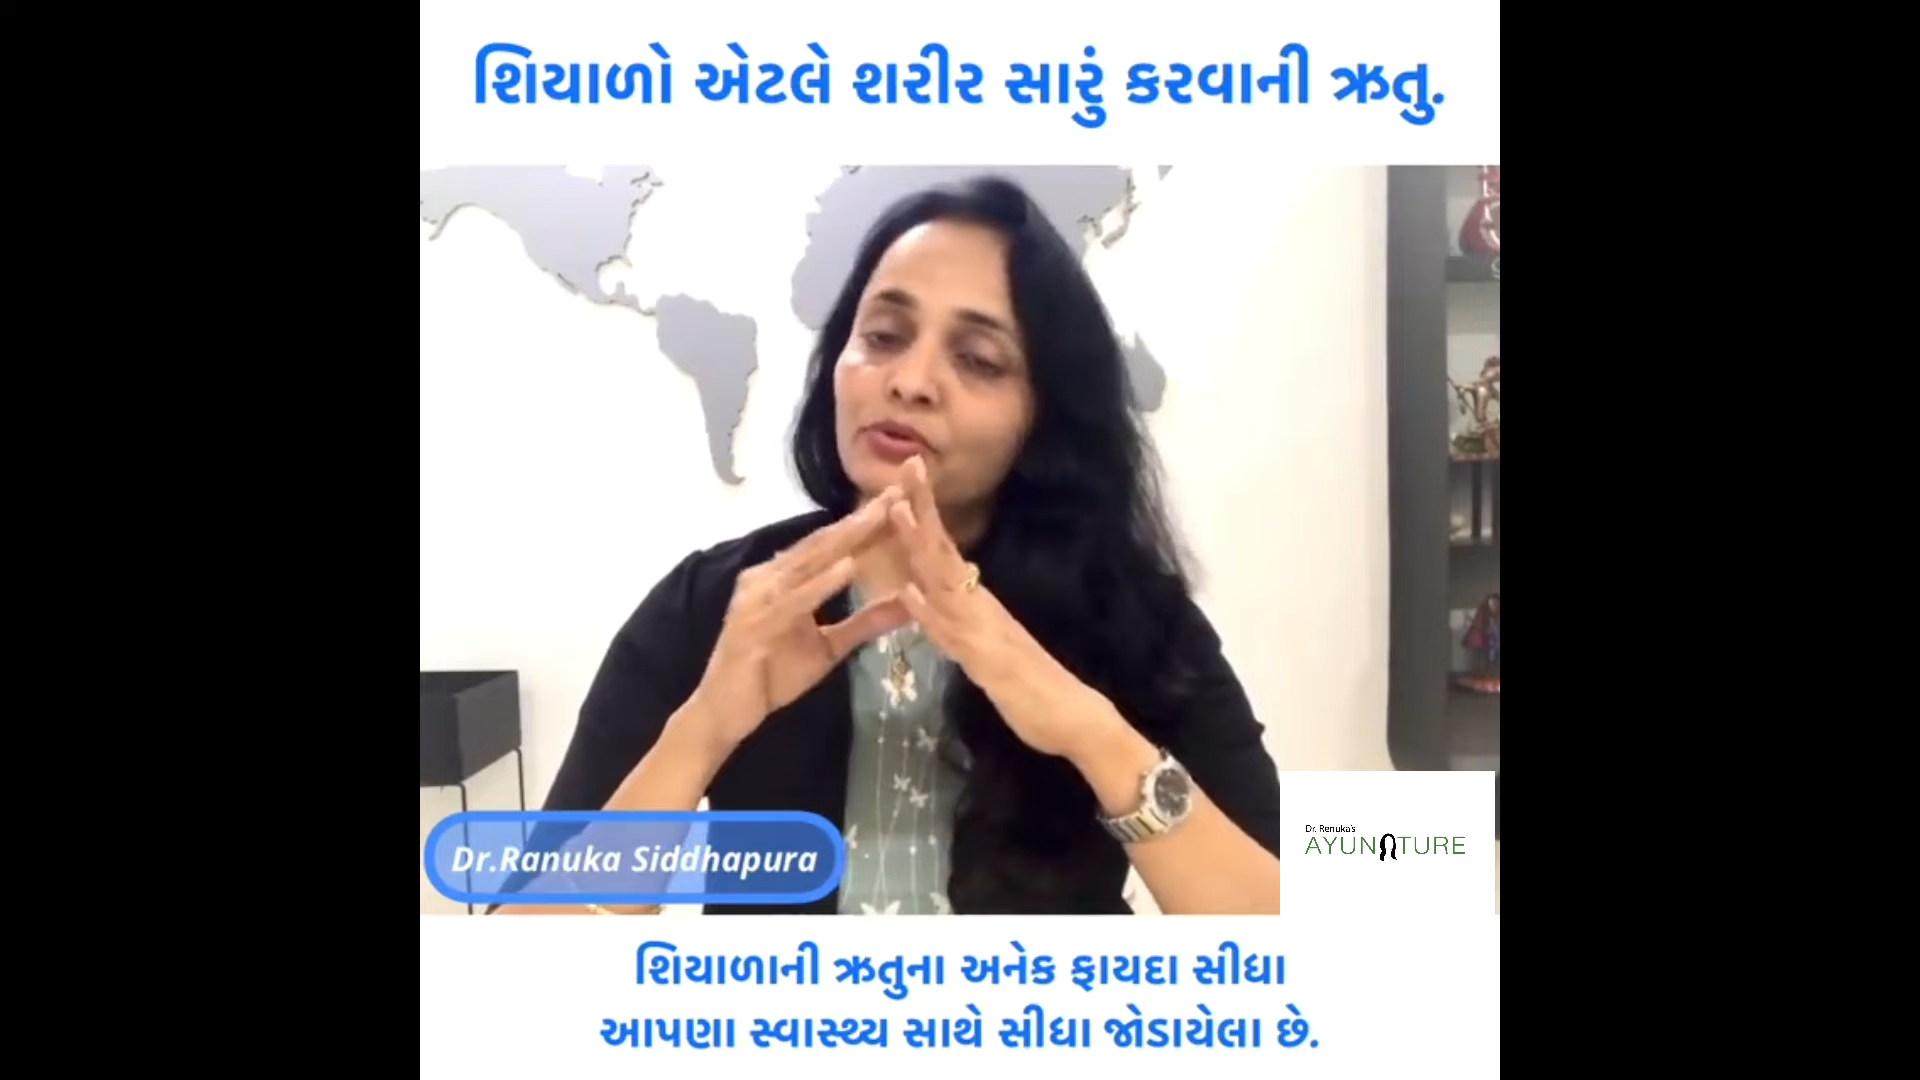 શિયાળો એટલે શરીર સારું કરવાની ઋતુ.
Dr.Ranuka Siddhapura
Dr. Renuka's
AYUNATURE
શિયાળાની ઋતુના અનેક ફાયદા સીધા
આપણા સ્વાસ્થ્ય સાથે સીધા જોડાયેલા છે.